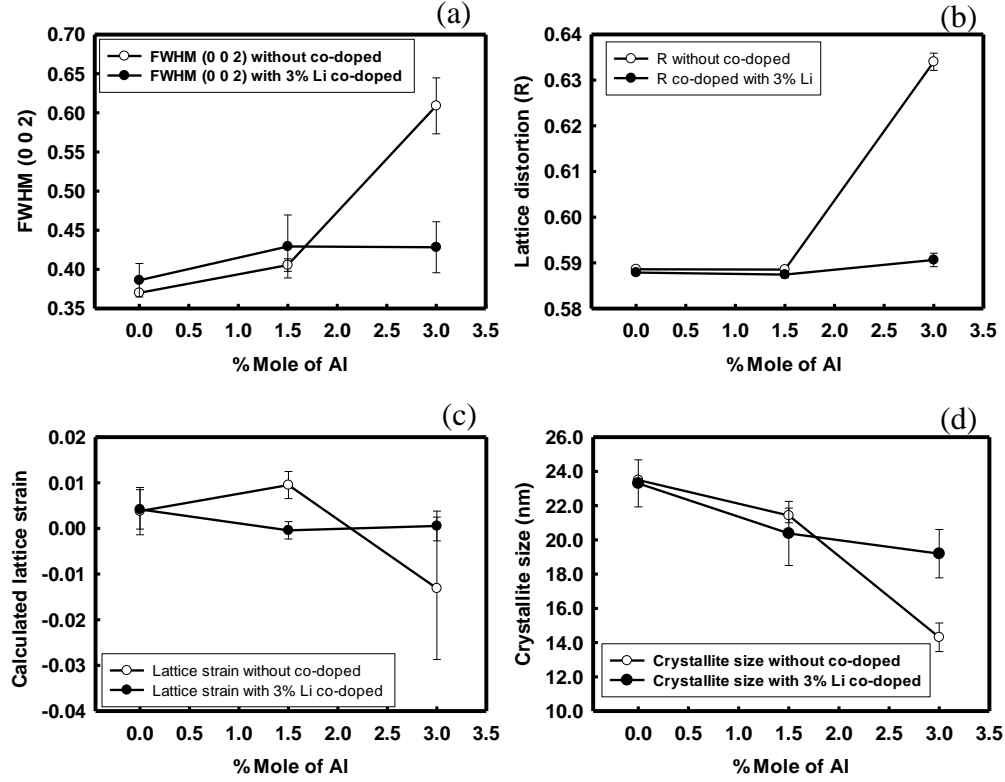 (a)
FWHM (0 0 2)
0.70
0.65
0.60
0.55
0.50
0.45
0.40
0.35
FWHM (0 0 2) without co-doped
FWHM (0 0 2) with 3% Li co-doped
0.0 0.5 1.0 1.5 2.0 2.5 3.0 3.5
% Mole of Al
(b)
Lattice distortion (R)
0.64
0.63
0.62
0.60
0.59
0.58
R without co-doped
R co-doped with 3% Li
0.0 0.5 1.0 1.5 2.0 2.5 3.0 3.5
% Mole of Al
(c)
Calculated lattice strain
0.02
0.01
0.00
-0.01
-0.02
-0.03
-0.04
Lattice strain without co-doped
Lattice strain with 3% Li co-doped
0.0 0.5 1.0 1.5 2.0 2.5 3.0 3.5
% Mole of Al
(d)
Crystallite size (nm)
26.0
24.0
22.0
20.0
18.0
16.0
14.0
12.0
10.0
Crystallite size without co-doped
Crystallite size with 3% Li co-doped
0.0 0.5 1.0 1.5 2.0 2.5 3.0 3.5
% Mole of Al